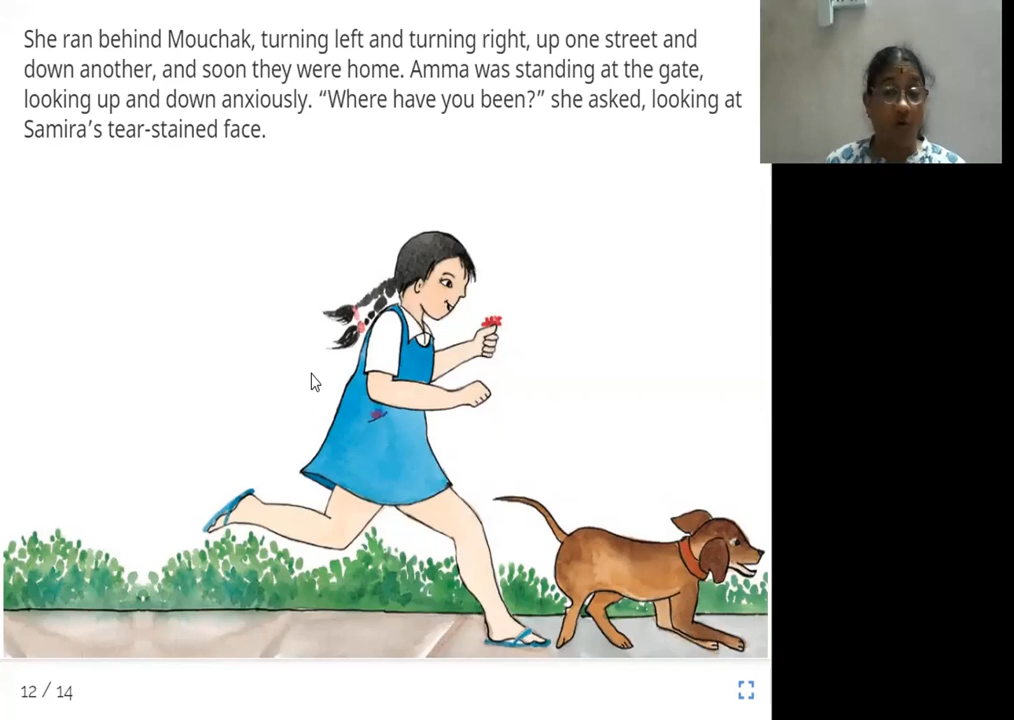 She ran behind Mouchak, turning left and turning right, up one street and
down another, and soon they were home. Amma was standing at the gate,
looking up and down anxiously. “Where have you been?” she asked, looking at
Samira’s tear-stained face.
12 / 14